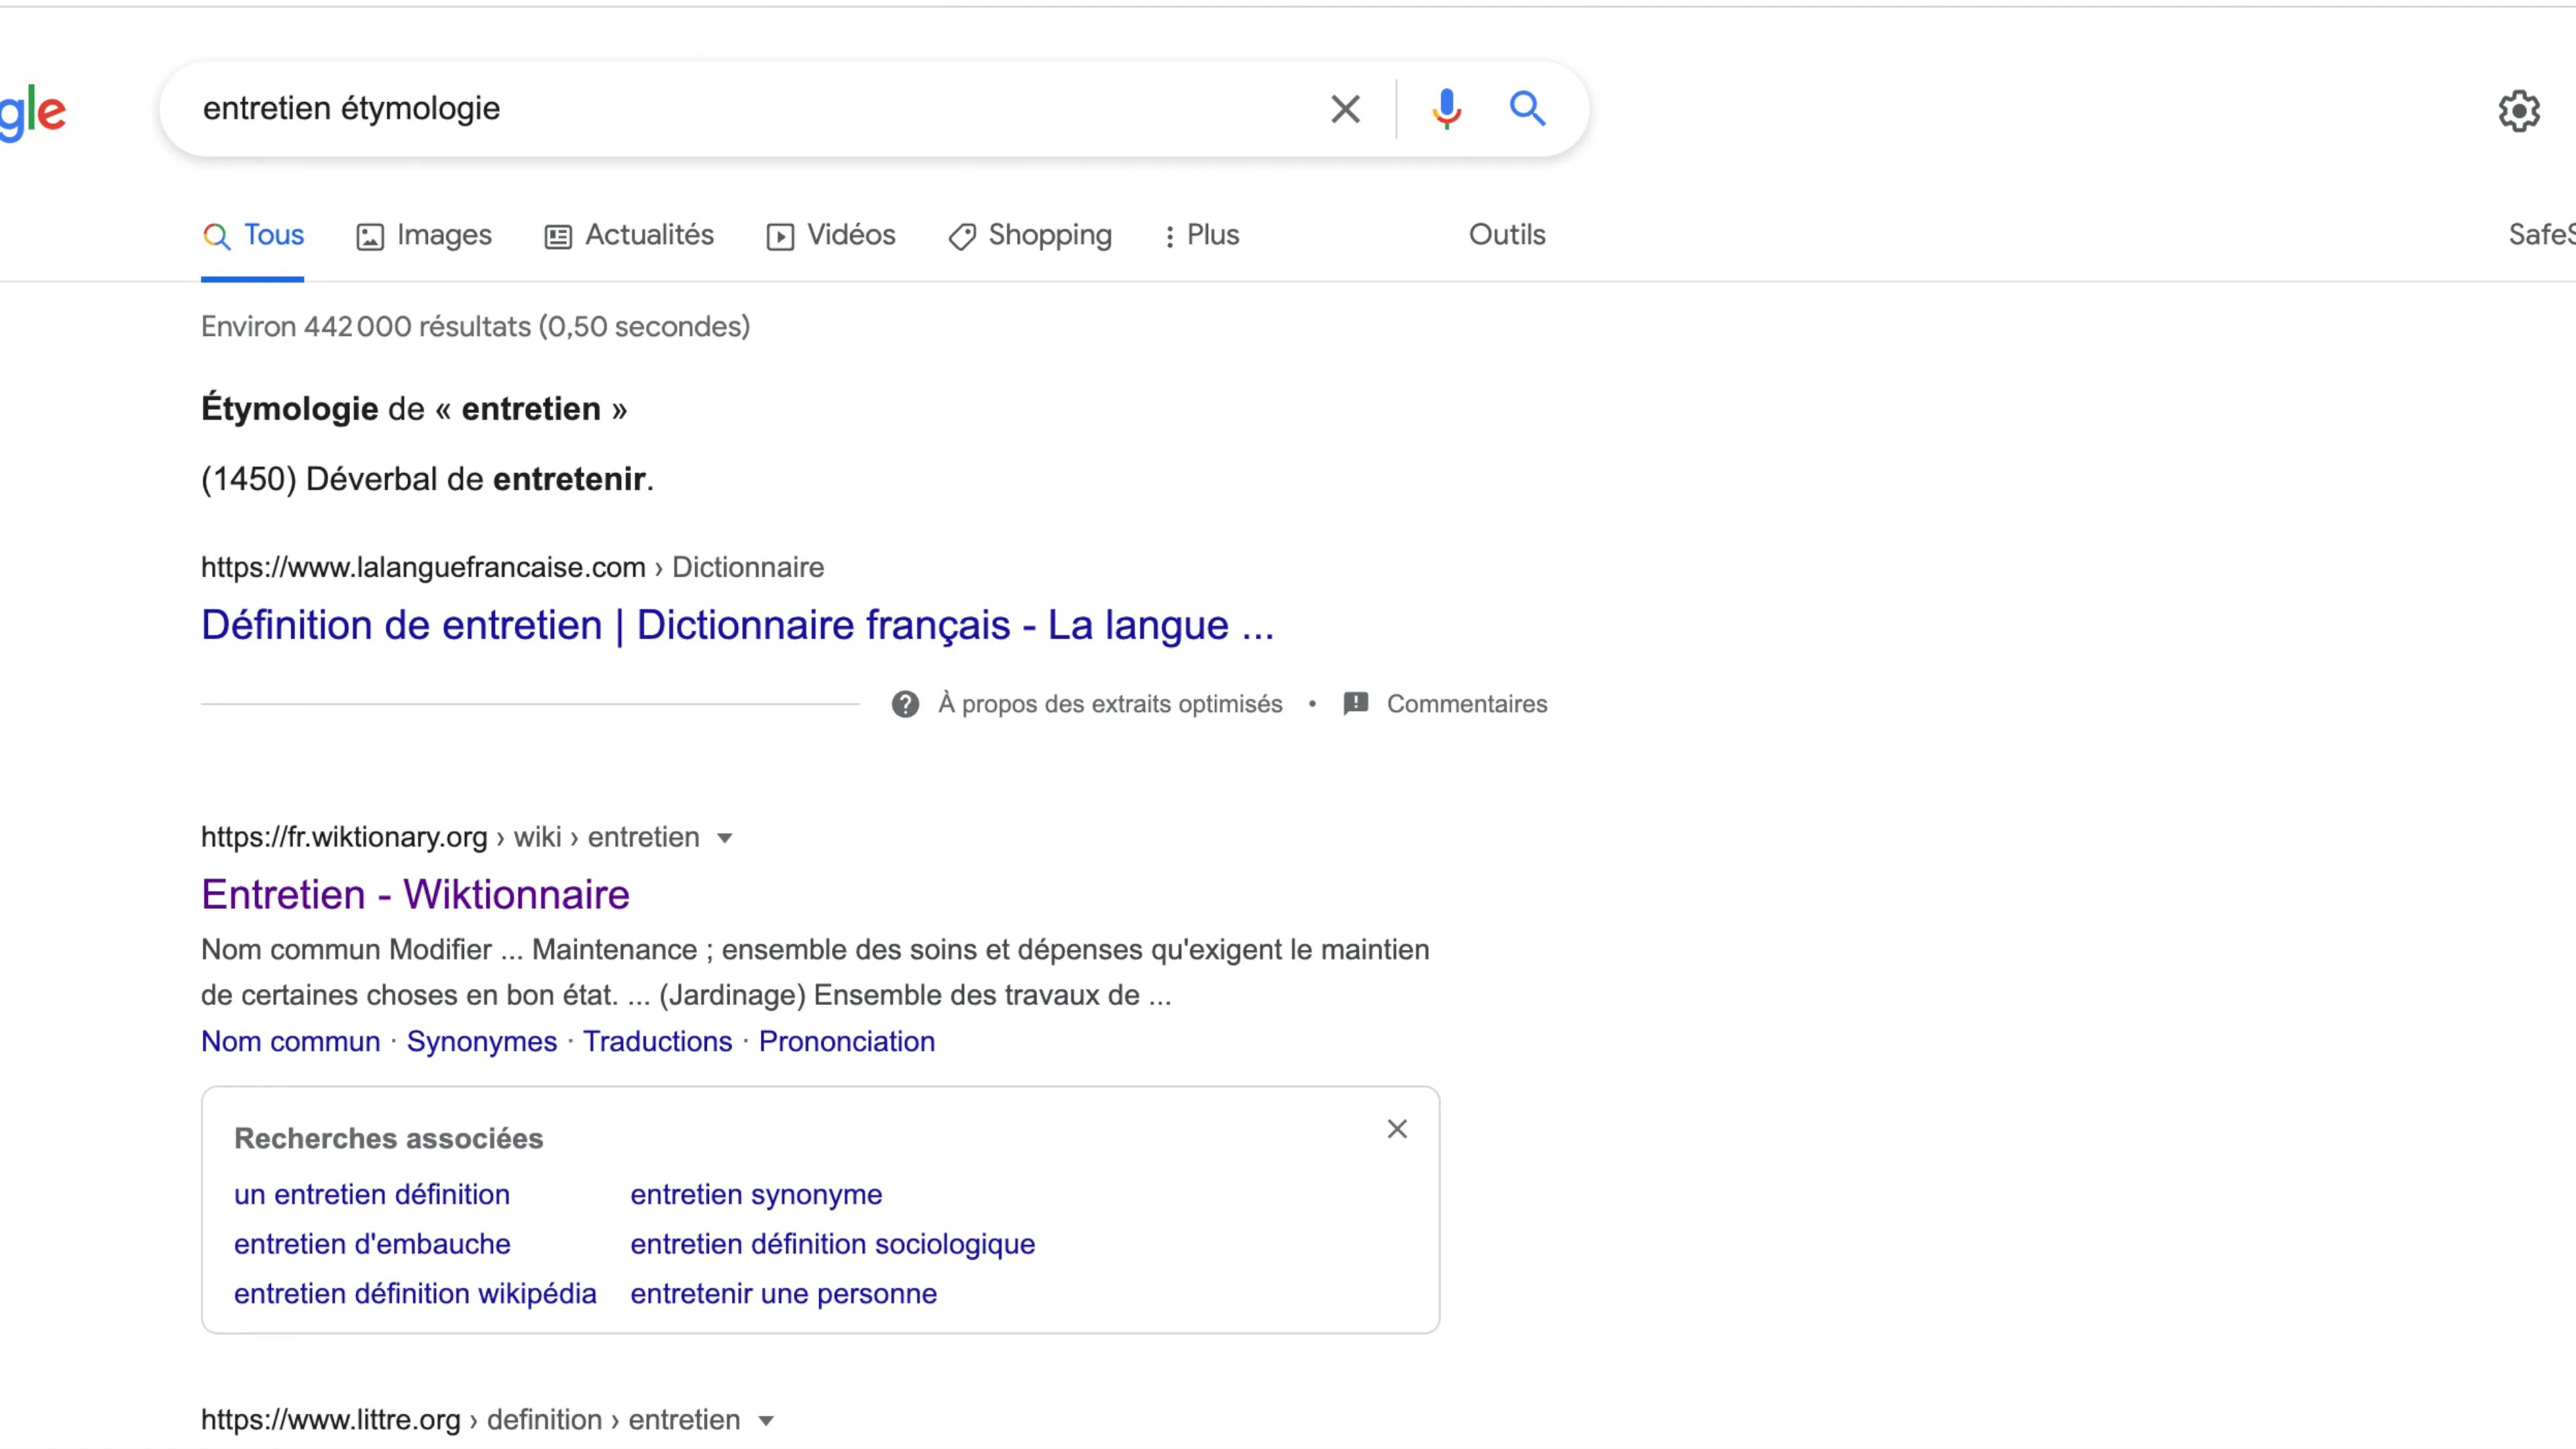 gle
entretien étymologie
Tous Images Actualités Vidéos Shopping Plus Outils SafeS
Environ 442 000 résultats (0,50 secondes)
Étymologie de « entretien »
(1450) Déverbal de entretenir.
https://www.lalanguefrancaise.com › Dictionnaire
Définition de entretien | Dictionnaire français - La langue ...
À propos des extraits optimisés • Commentaires
https://fr.wiktionary.org › wiki › entretien
Entretien - Wiktionnaire
Nom commun Modifier ... Maintenance ; ensemble des soins et dépenses qu'exigent le maintien
de certaines choses en bon état. ... (Jardinage) Ensemble des travaux de ...
Nom commun · Synonymes · Traductions · Prononciation
Recherches associées
un entretien définition entretien synonyme
entretien d'embauche entretien définition sociologique
entretien définition wikipédia entretenir une personne
https://www.littre.org › definition › entretien